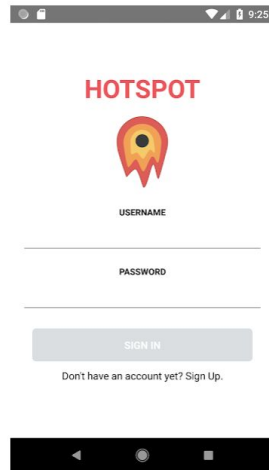 9:25
HOTSPOT
USERNAME
PASSWORD
SIGN IN
Don't have an account yet? Sign Up.